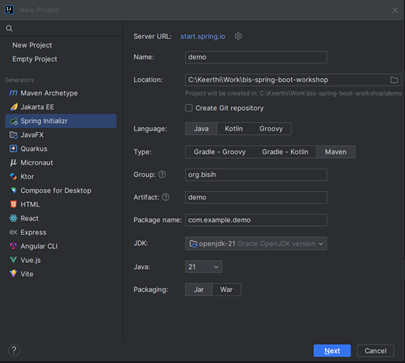 New Project
New Project
Empty Project
Generators
Maven Archetype
Jakarta EE
Spring Initializr
JavaFX
Quarkus
Micronaut
Ktor
Compose for Desktop
HTML
React
Express
Angular CLI
Vue.js
Vite
?
Server URL: start.spring.io
Name: demo
Location: C:\Keerthi\Work\bis-spring-boot-workshop
Project will be created in: C:\Keerthi\Work\bis-spring-boot-workshop\demo
Create Git repository
Language: Java Kotlin Groovy
Type: Gradle - Groovy Gradle - Kotlin Maven
Group: org.bisih
Artifact: ? demo
Package name: com.example.demo
JDK: openjdk-21 Oracle OpenJDK version
Java: 21
Packaging: Jar War
Next Cancel